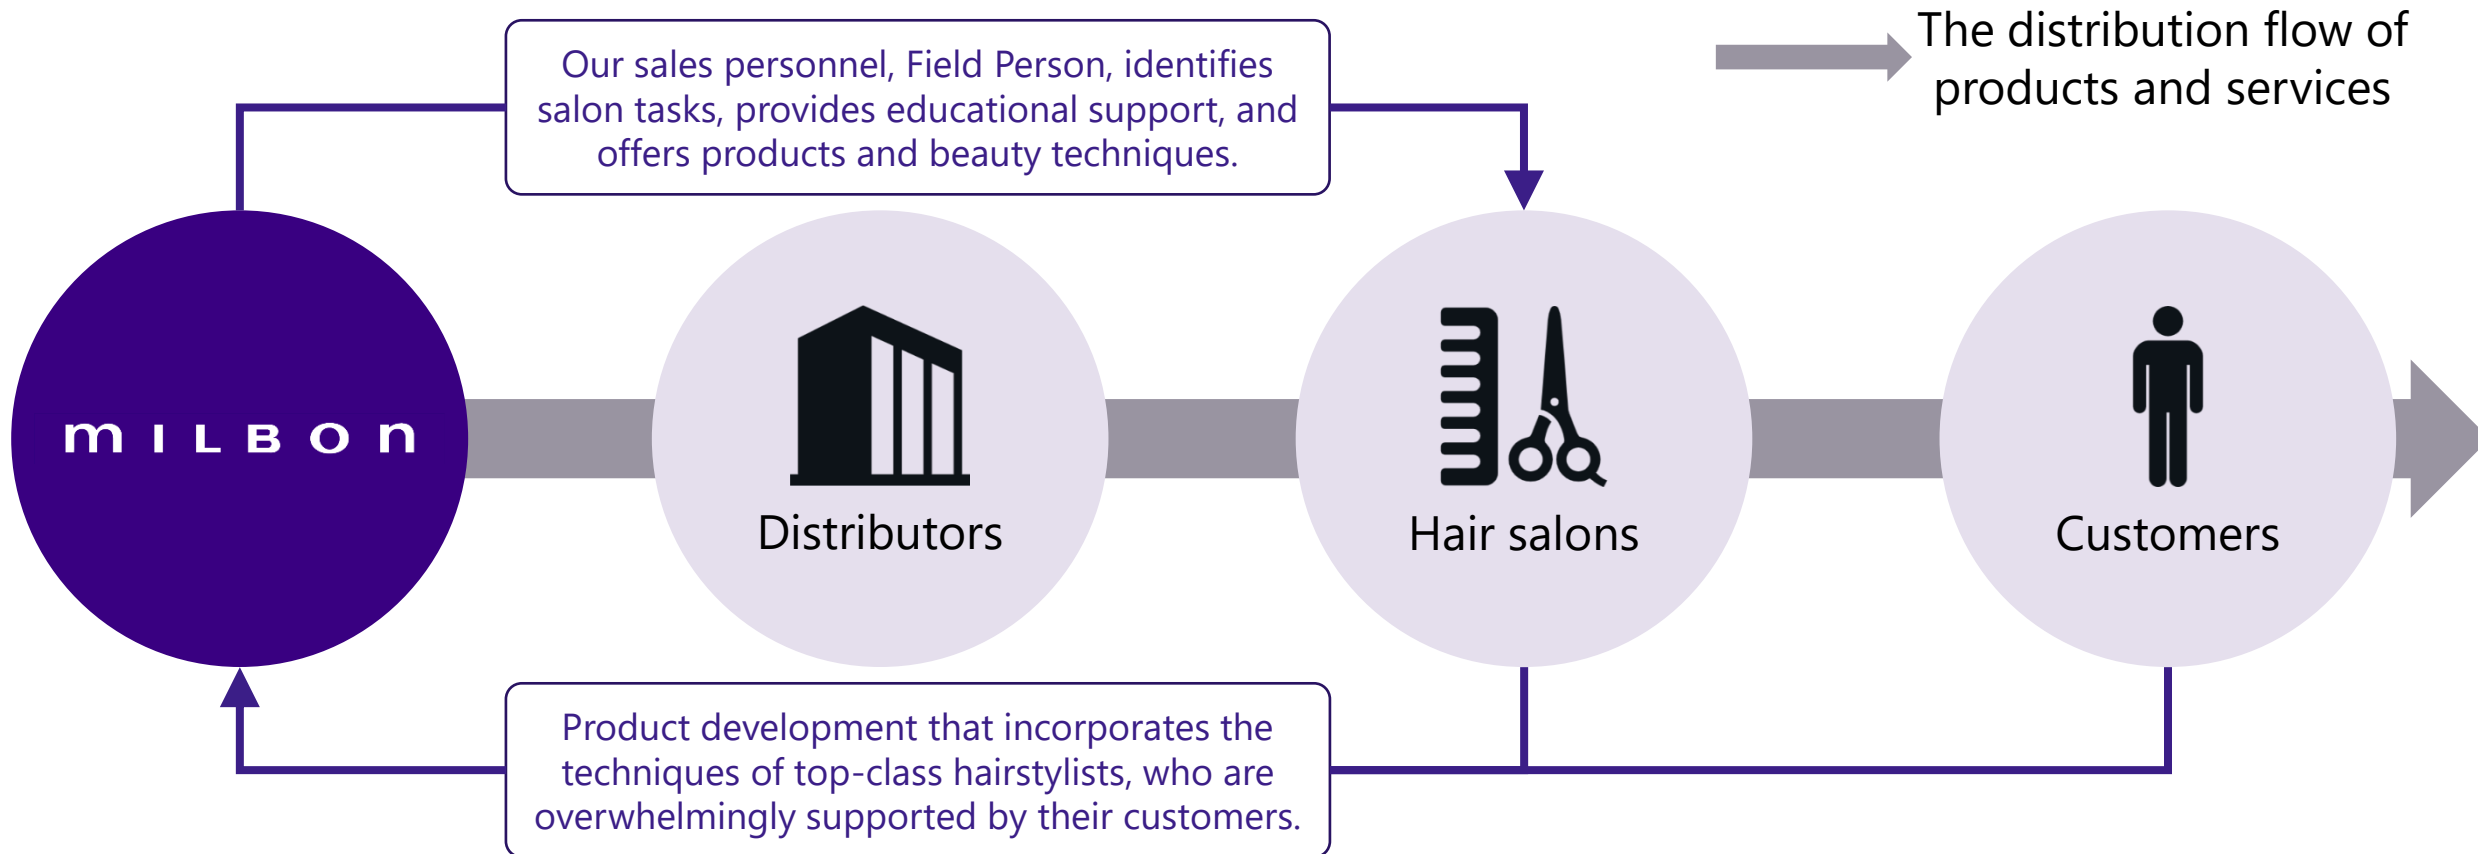 The distribution flow of
products and services
Our sales personnel, Field Person, identifies
salon tasks, provides educational support, and
offers products and beauty techniques.
mILBOn
Distributors
Hair salons
Customers
Product development that incorporates the
techniques of top-class hairstylists, who are
overwhelmingly supported by their customers.